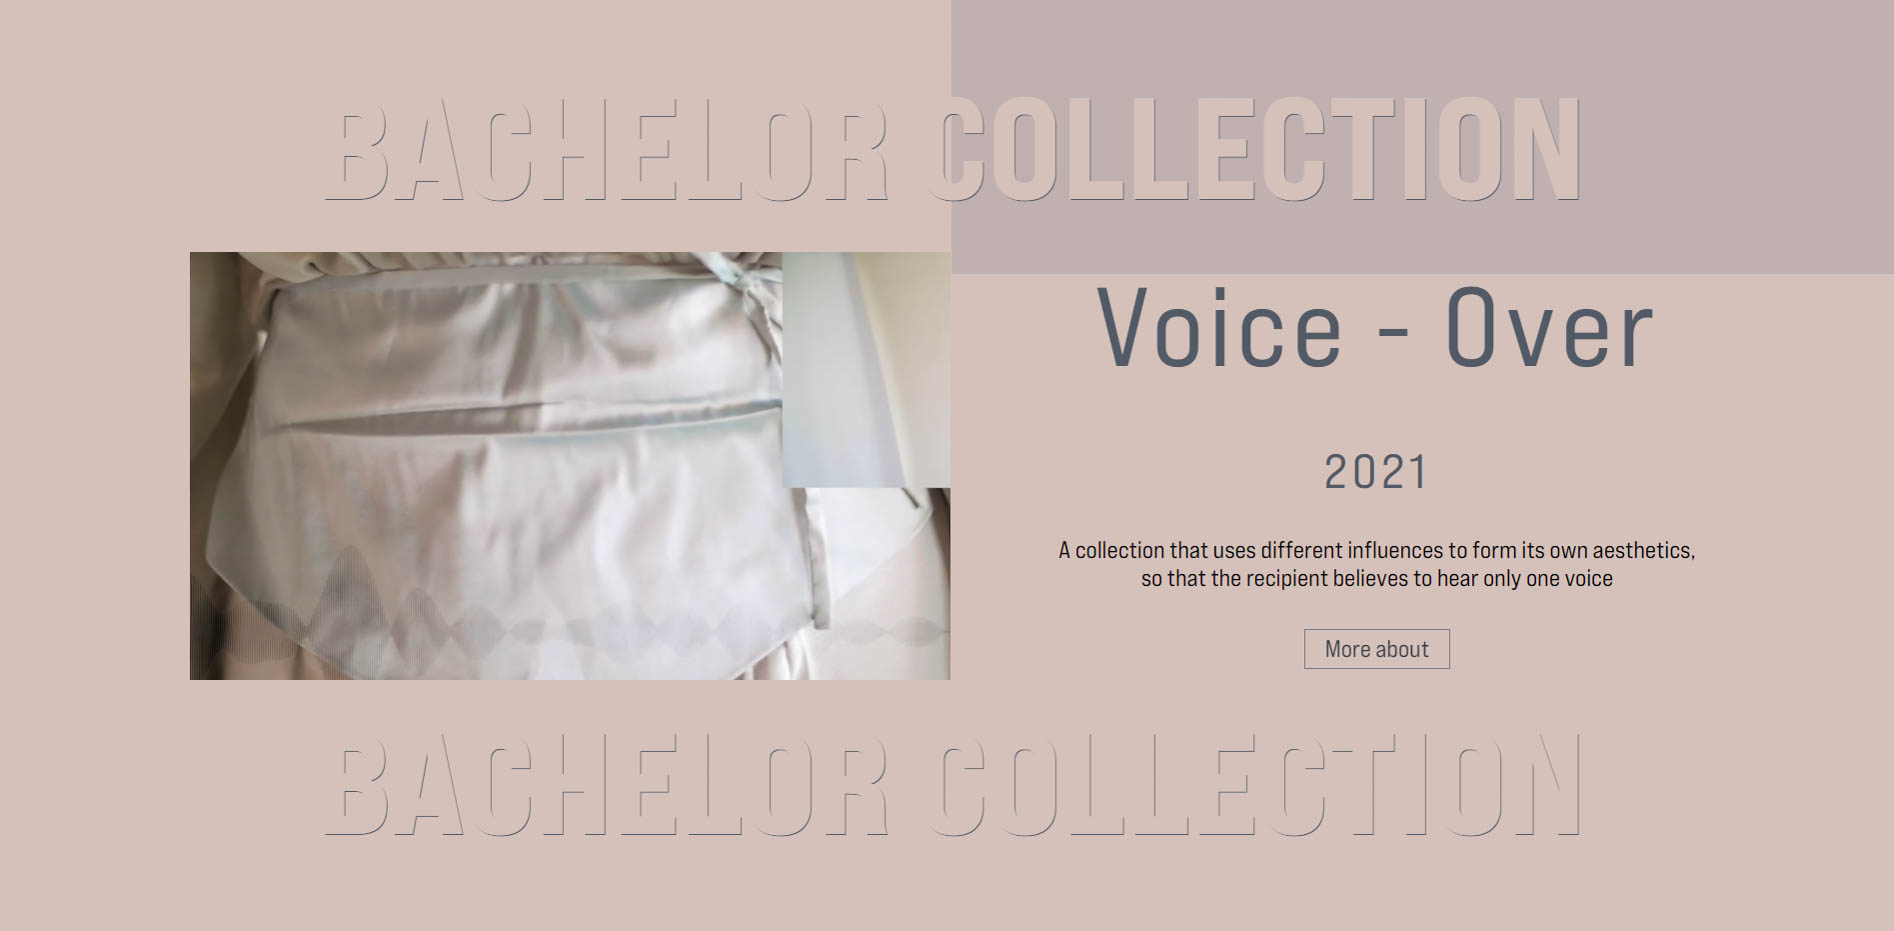 BACHELOR COLLECTION
Voice - Over
2021
A collection that uses different influences to form its own aesthetics,
so that the recipient believes to hear only one voice
More about
BACHELOR COLLECTION